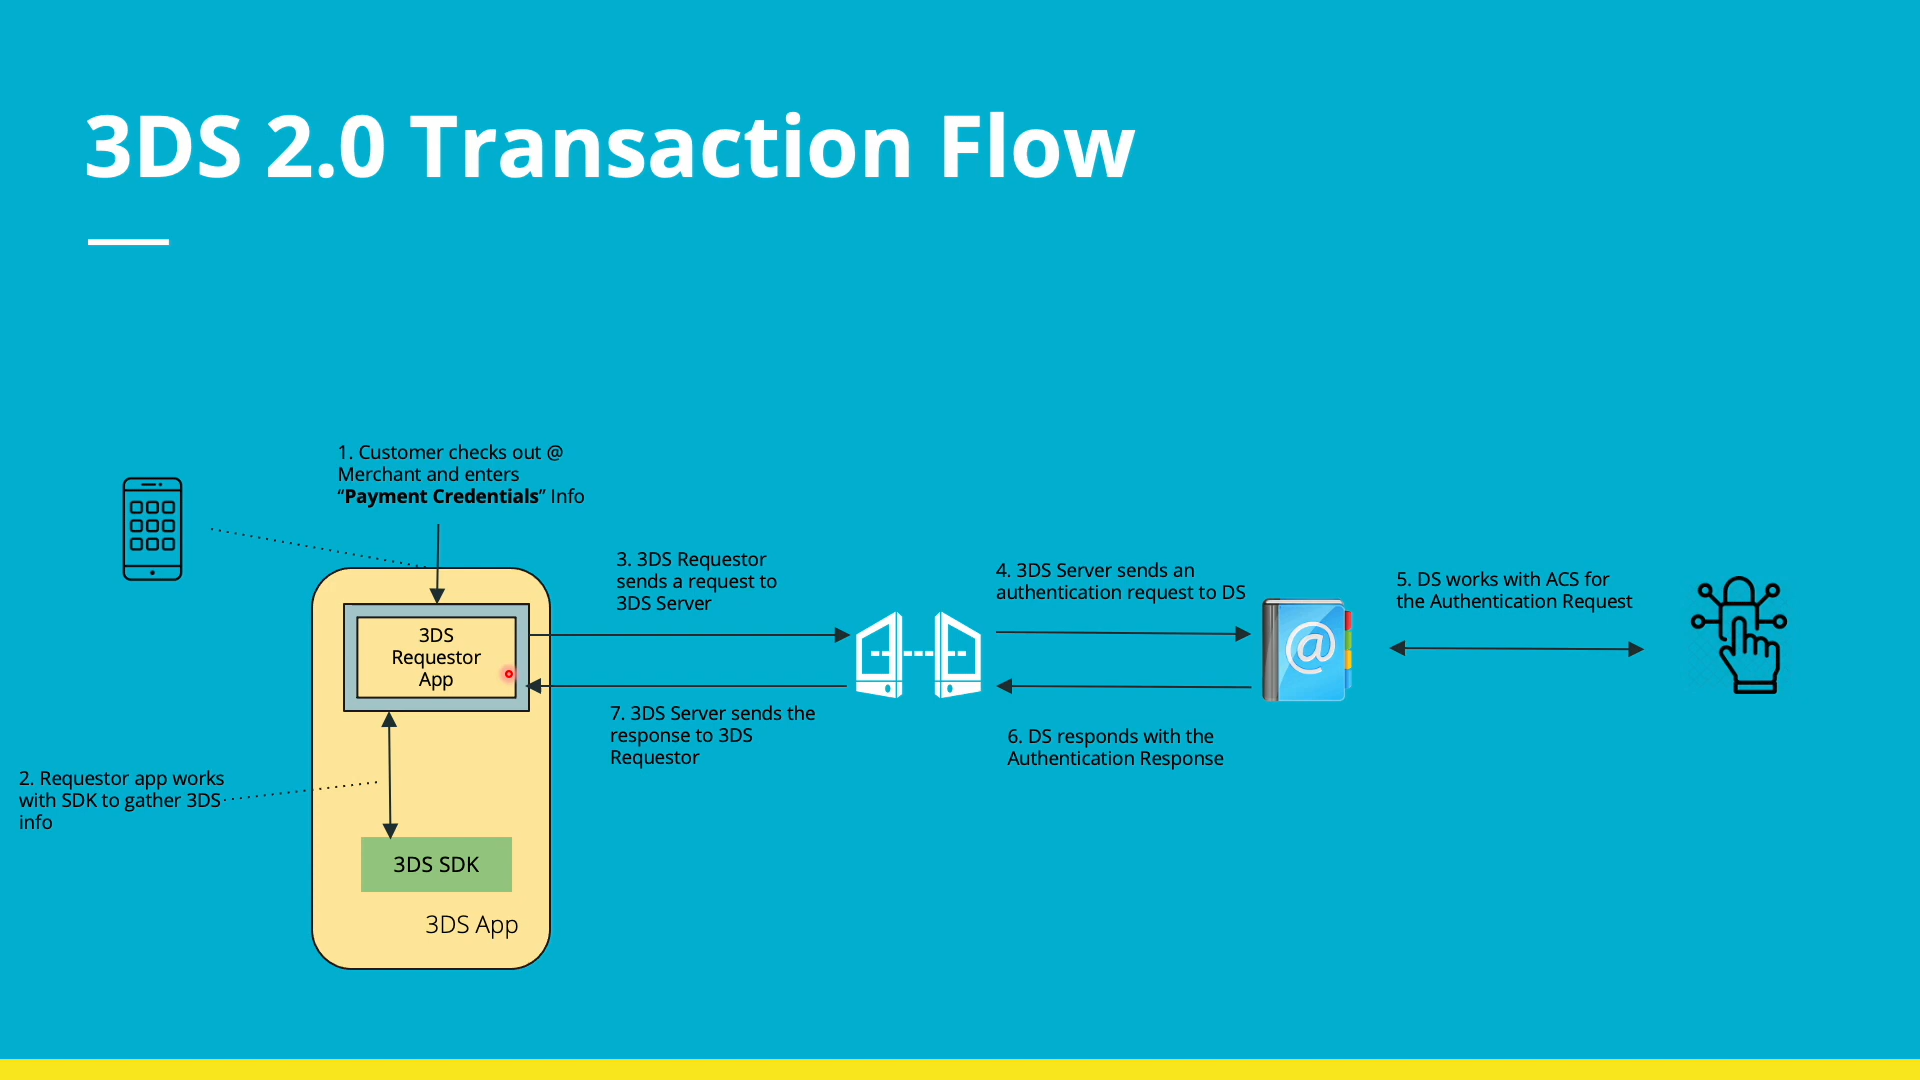 3DS 2.0 Transaction Flow
1. Customer checks out @
Merchant and enters
“Payment Credentials” Info
3DS
Requestor
App
2. Requestor app works
with SDK to gather 3DS
info
3DS SDK
3DS App
3. 3DS Requestor
sends a request to
3DS Server
7. 3DS Server sends the
response to 3DS
Requestor
4. 3DS Server sends an
authentication request to DS
6. DS responds with the
Authentication Response
@
5. DS works with ACS for
the Authentication Request